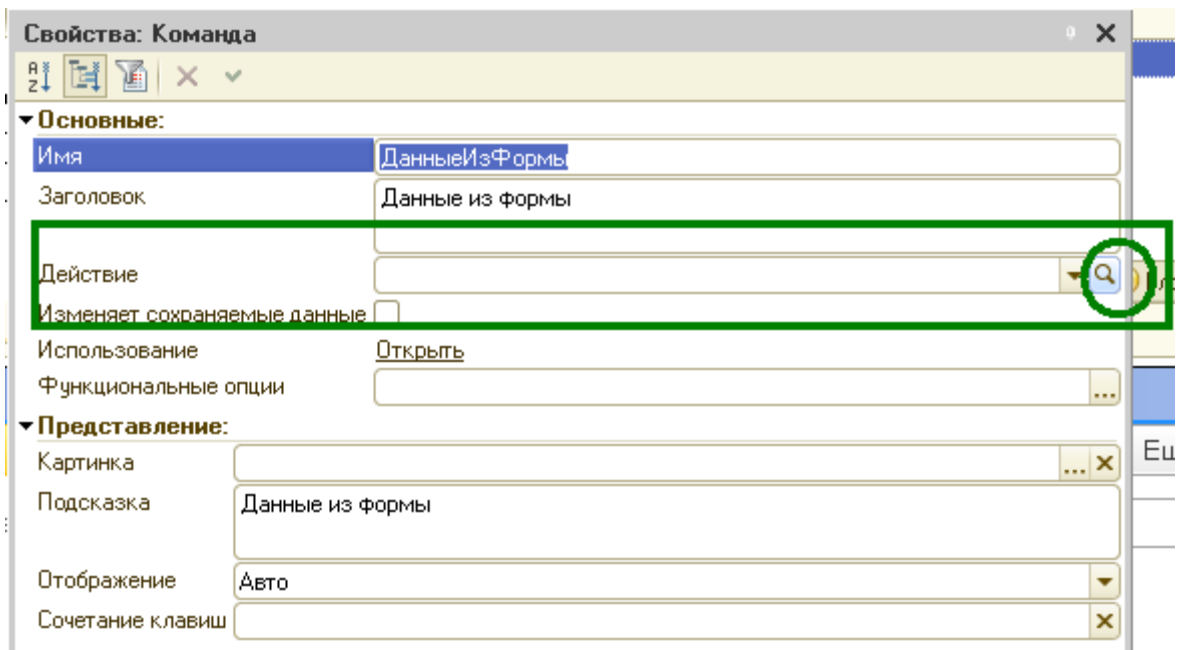 Свойства: Команда
Основные:
Имя ДанныеИзФормы
Заголовок Данные из формы
Действие
Изменяет сохраняемые данные
Использование Открыть
Функциональные опции ...
Представление:
Картинка ...
Ещ
Подсказка Данные из формы
Отображение Авто
Сочетание клавиш